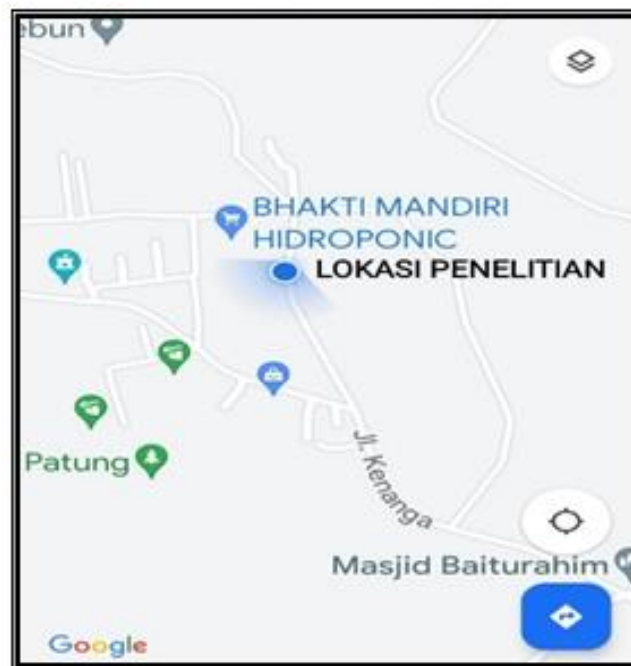 ebun
BHAKTI MANDIRI
HIDROPONIC
LOKASI PENELITIAN
Patung
Jl. Kenanga
Masjid Baiturahim
Google